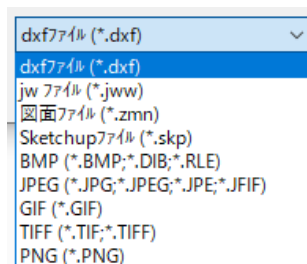 dxfﾌｧｲﾙ (*.dxf)
dxfﾌｧｲﾙ (*.dxf)
jw ﾌｧｲﾙ (*.jww)
図面ﾌｧｲﾙ (*.zmn)
Sketchupﾌｧｲﾙ (*.skp)
BMP (*.BMP;*.DIB;*.RLE)
JPEG (*.JPG;*.JPEG;*.JPE;*.JFIF)
GIF (*.GIF)
TIFF (*.TIF;*.TIFF)
PNG (*.PNG)